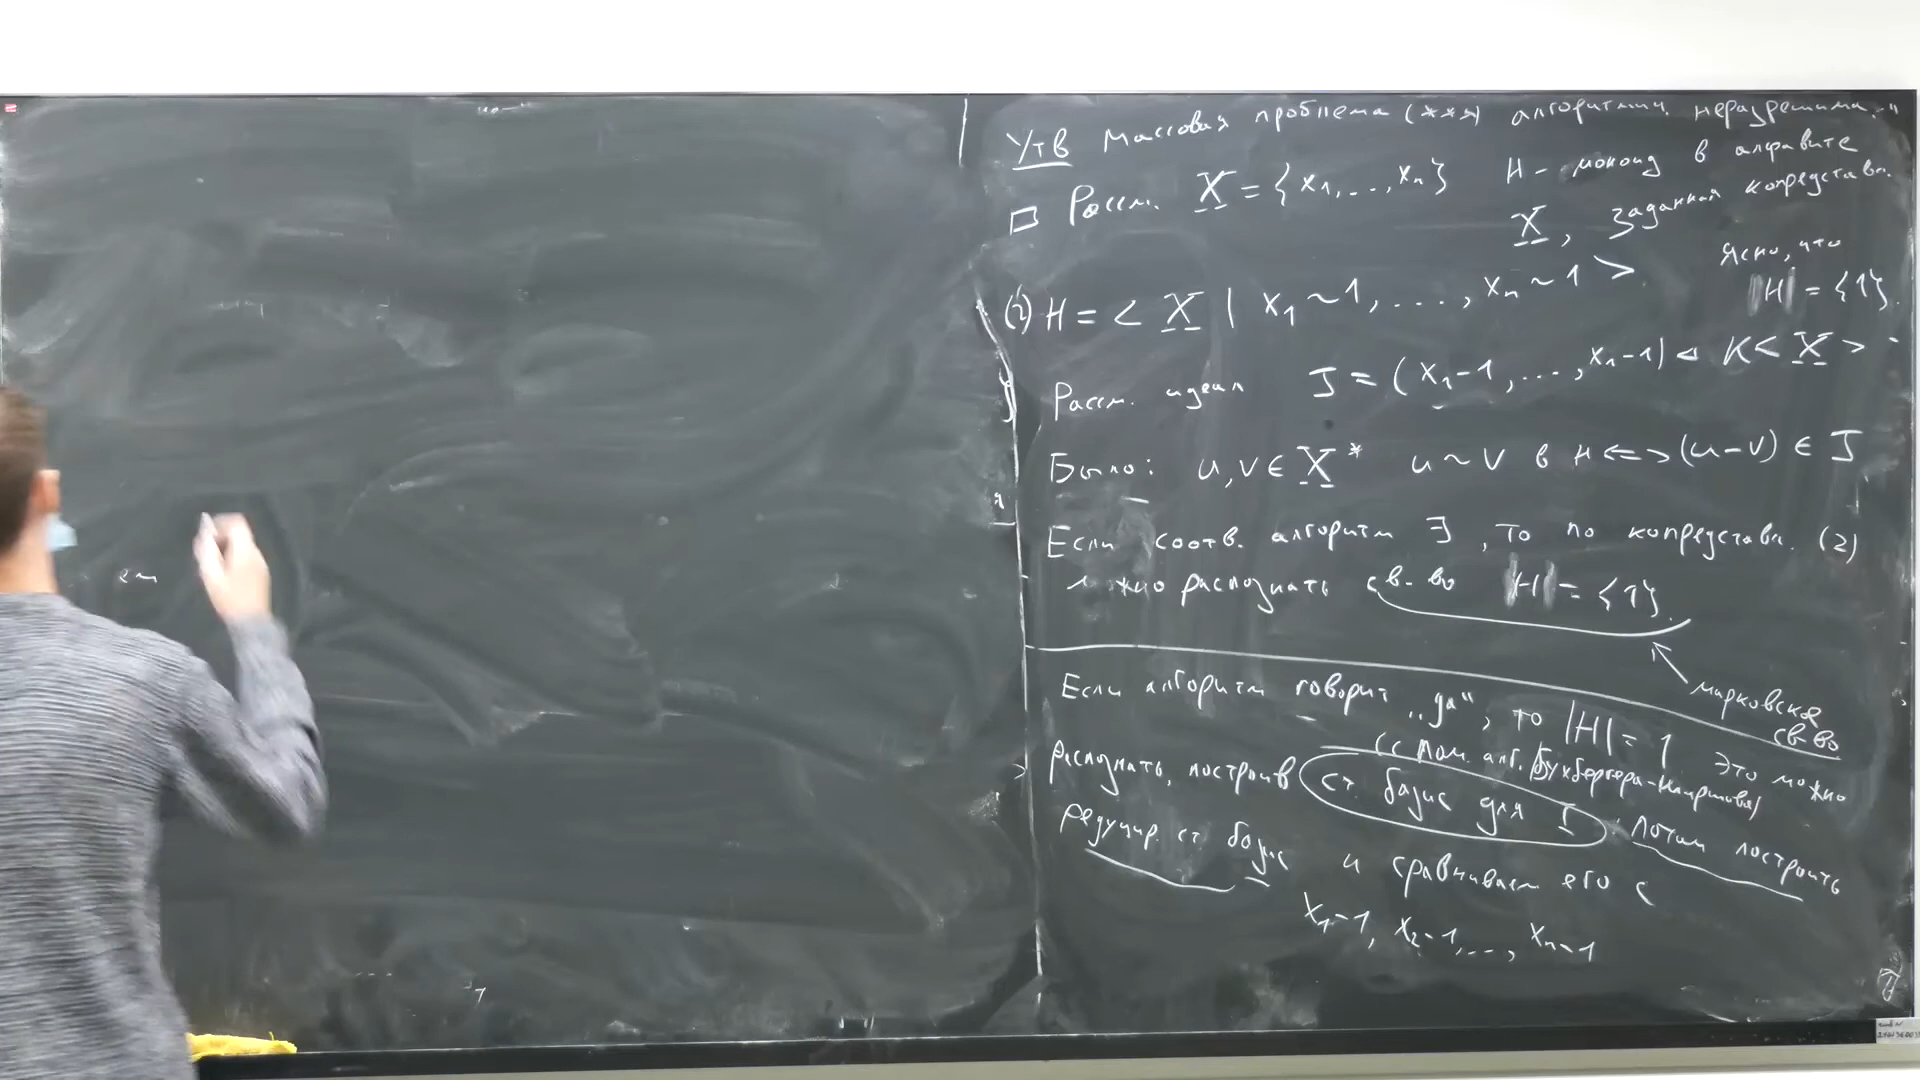 Утв Массовая проблема (***) алгоритмич. неразрешима.
□ Рассм. X = {x₁, ..., xₙ} H - моноид в алфавите
X, заданный копредставл.
(2) H = < X | x₁ ~ 1, ..., xₙ ~ 1 >
Ясно, что
H = {1}.
Рассм. идеал J = (x₁-1, ..., xₙ-1) ⊲ K< X >.
Было: u, v ∈ X* u ~ v в H <=> (u-v) ∈ J
Если соотв. алгоритм ∃, то по копредставл. (2)
можно распознать св-во H = {1}.
марковское
св-во
Если алгоритм говорит „да", то |H| = 1. Это можно
(с пом. алг. Бухбергера-Ширшова)
распознать, построив ст. базис для I. Потом построить
редуцир. ст. базис и сравниваем его с
x₁-1, x₂-1, ..., xₙ-1